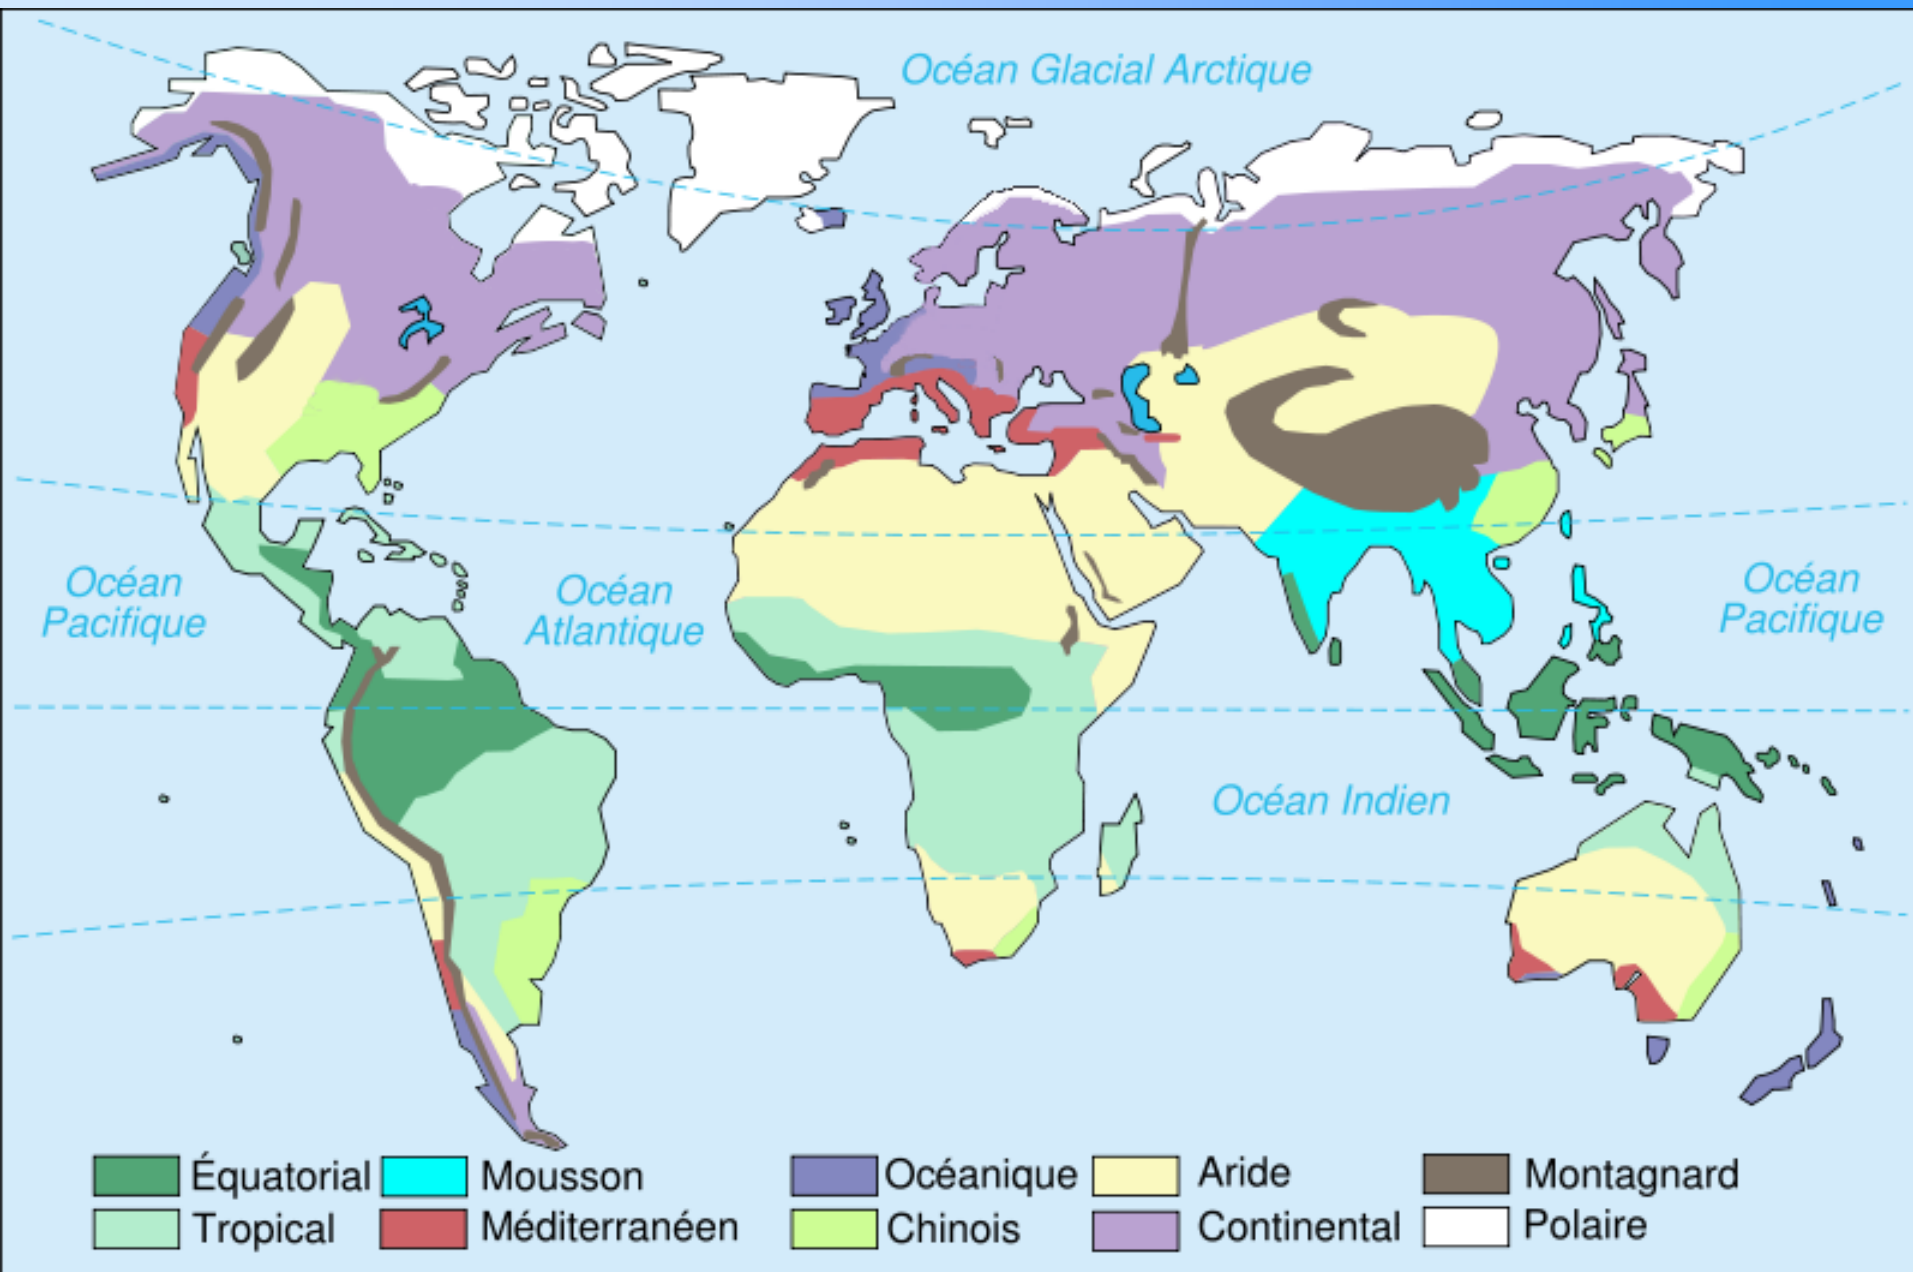 Océan Glacial Arctique
Océan
Pacifique
Océan
Atlantique
Océan
Pacifique
Océan Indien
Équatorial
Mousson
Océanique
Aride
Montagnard
Tropical
Méditerranéen
Chinois
Continental
Polaire